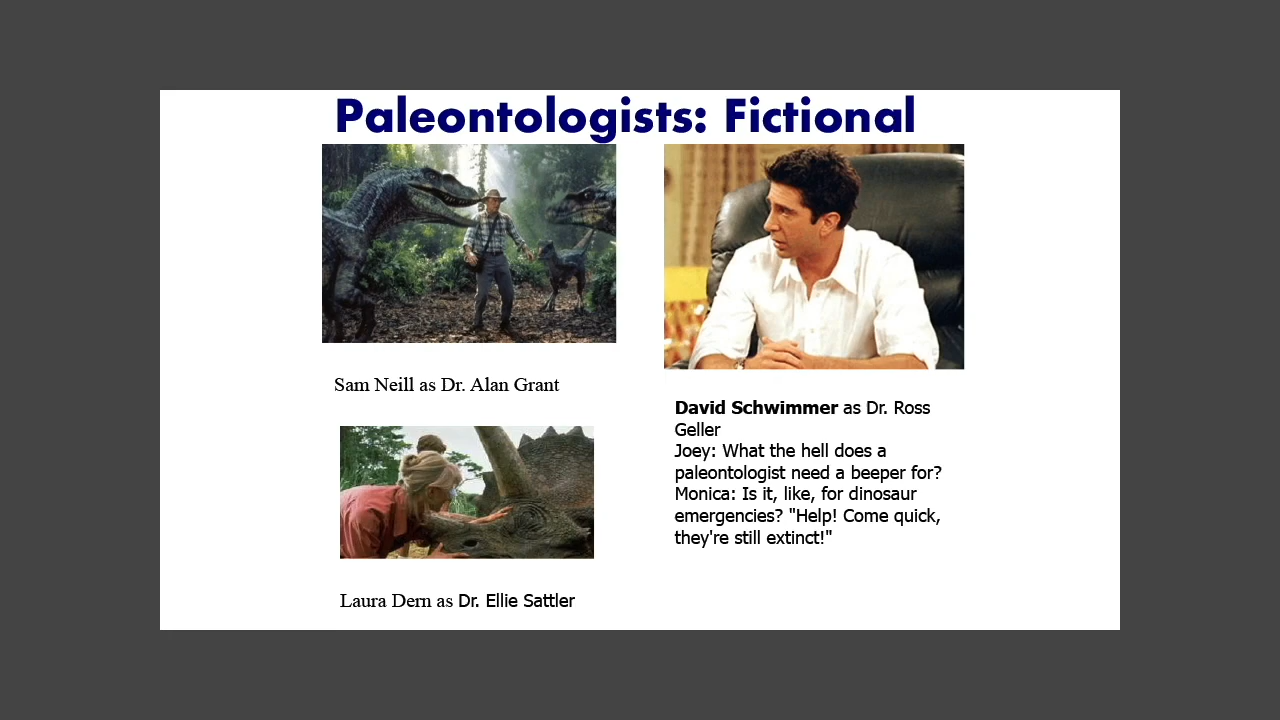 Paleontologists: Fictional
Sam Neill as Dr. Alan Grant
Laura Dern as Dr. Ellie Sattler
David Schwimmer as Dr. Ross
Geller
Joey: What the hell does a
paleontologist need a beeper for?
Monica: Is it, like, for dinosaur
emergencies? "Help! Come quick,
they're still extinct!"